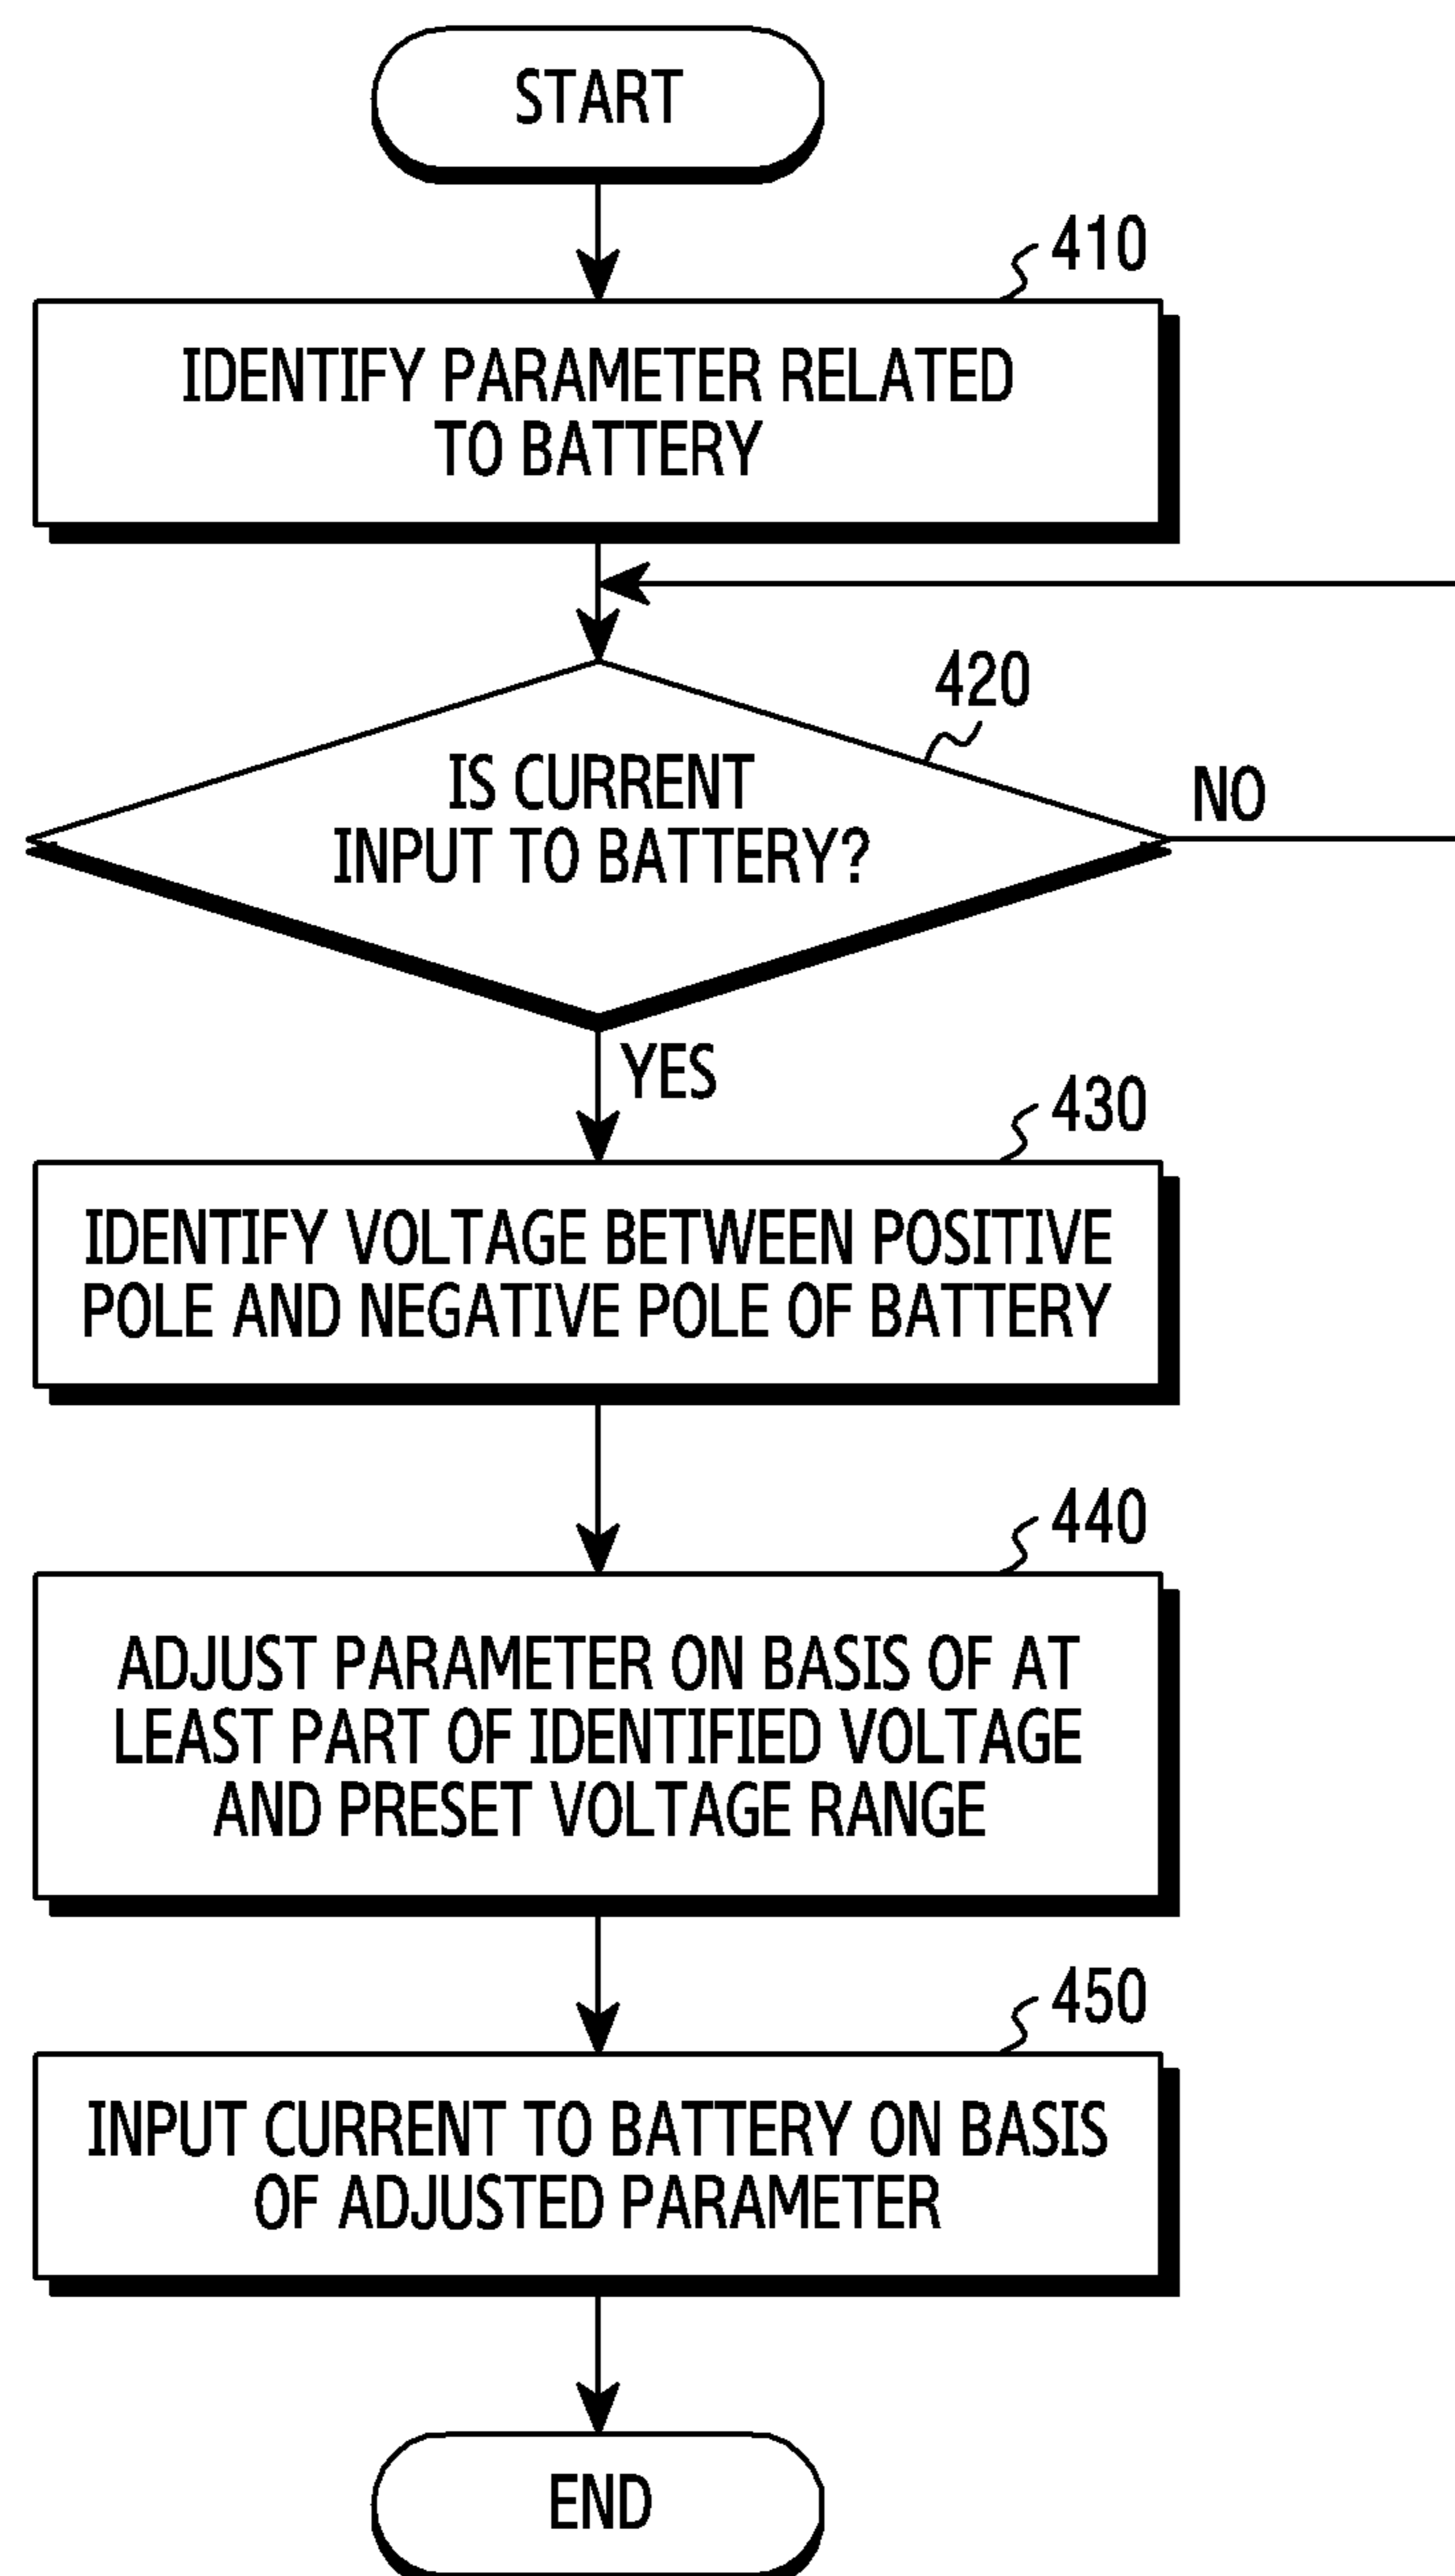 START
410
IDENTIFY PARAMETER RELATED
TO BATTERY
420
IS CURRENT
INPUT TO BATTERY?
NO
YES
430
IDENTIFY VOLTAGE BETWEEN POSITIVE
POLE AND NEGATIVE POLE OF BATTERY
440
ADJUST PARAMETER ON BASIS OF AT
LEAST PART OF IDENTIFIED VOLTAGE
AND PRESET VOLTAGE RANGE
450
INPUT CURRENT TO BATTERY ON BASIS
OF ADJUSTED PARAMETER
END